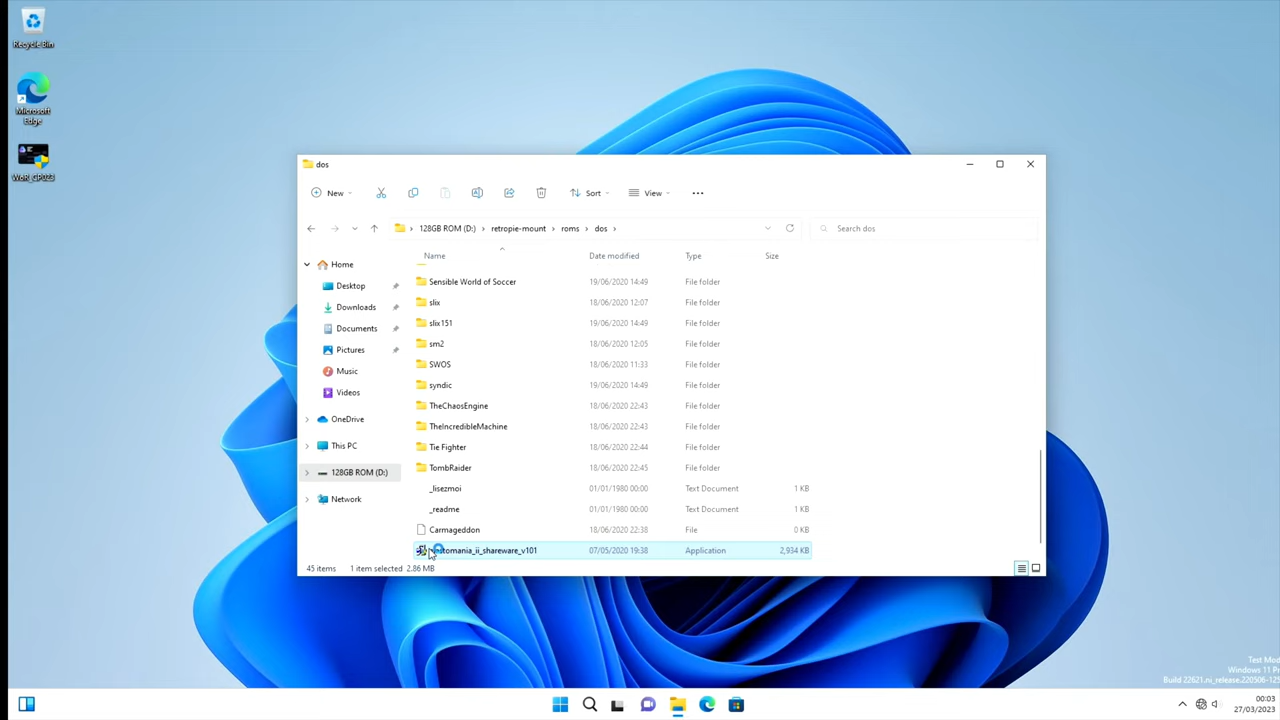 Recycle Bin
Microsoft
Edge
WoR_CP023
dos
New
Sort
View
128GB ROM (D:)
retropie-mount
roms
dos
Search dos
Name
Date modified
Type
Size
Home
Desktop
Downloads
Documents
Pictures
Music
Videos
OneDrive
This PC
128GB ROM (D:)
Network
Sensible World of Soccer 19/06/2020 14:49 File folder
slix 18/06/2020 12:07 File folder
slix151 19/06/2020 14:49 File folder
sm2 18/06/2020 12:05 File folder
SWOS 18/06/2020 11:33 File folder
syndic 19/06/2020 14:49 File folder
TheChaosEngine 18/06/2020 22:43 File folder
TheIncredibleMachine 18/06/2020 22:43 File folder
Tie Fighter 18/06/2020 22:44 File folder
TombRaider 18/06/2020 22:45 File folder
_lisezmoi 01/01/1980 00:00 Text Document 1 KB
_readme 01/01/1980 00:00 Text Document 1 KB
Carmageddon 18/06/2020 22:38 File 0 KB
07/05/2020 19:38 Application 2,934 KB
45 items 1 item selected 2.86 MB
Test Mod
Windows 11 Pr
Build 22621.ni_release.220506-125
00:03
27/03/2023